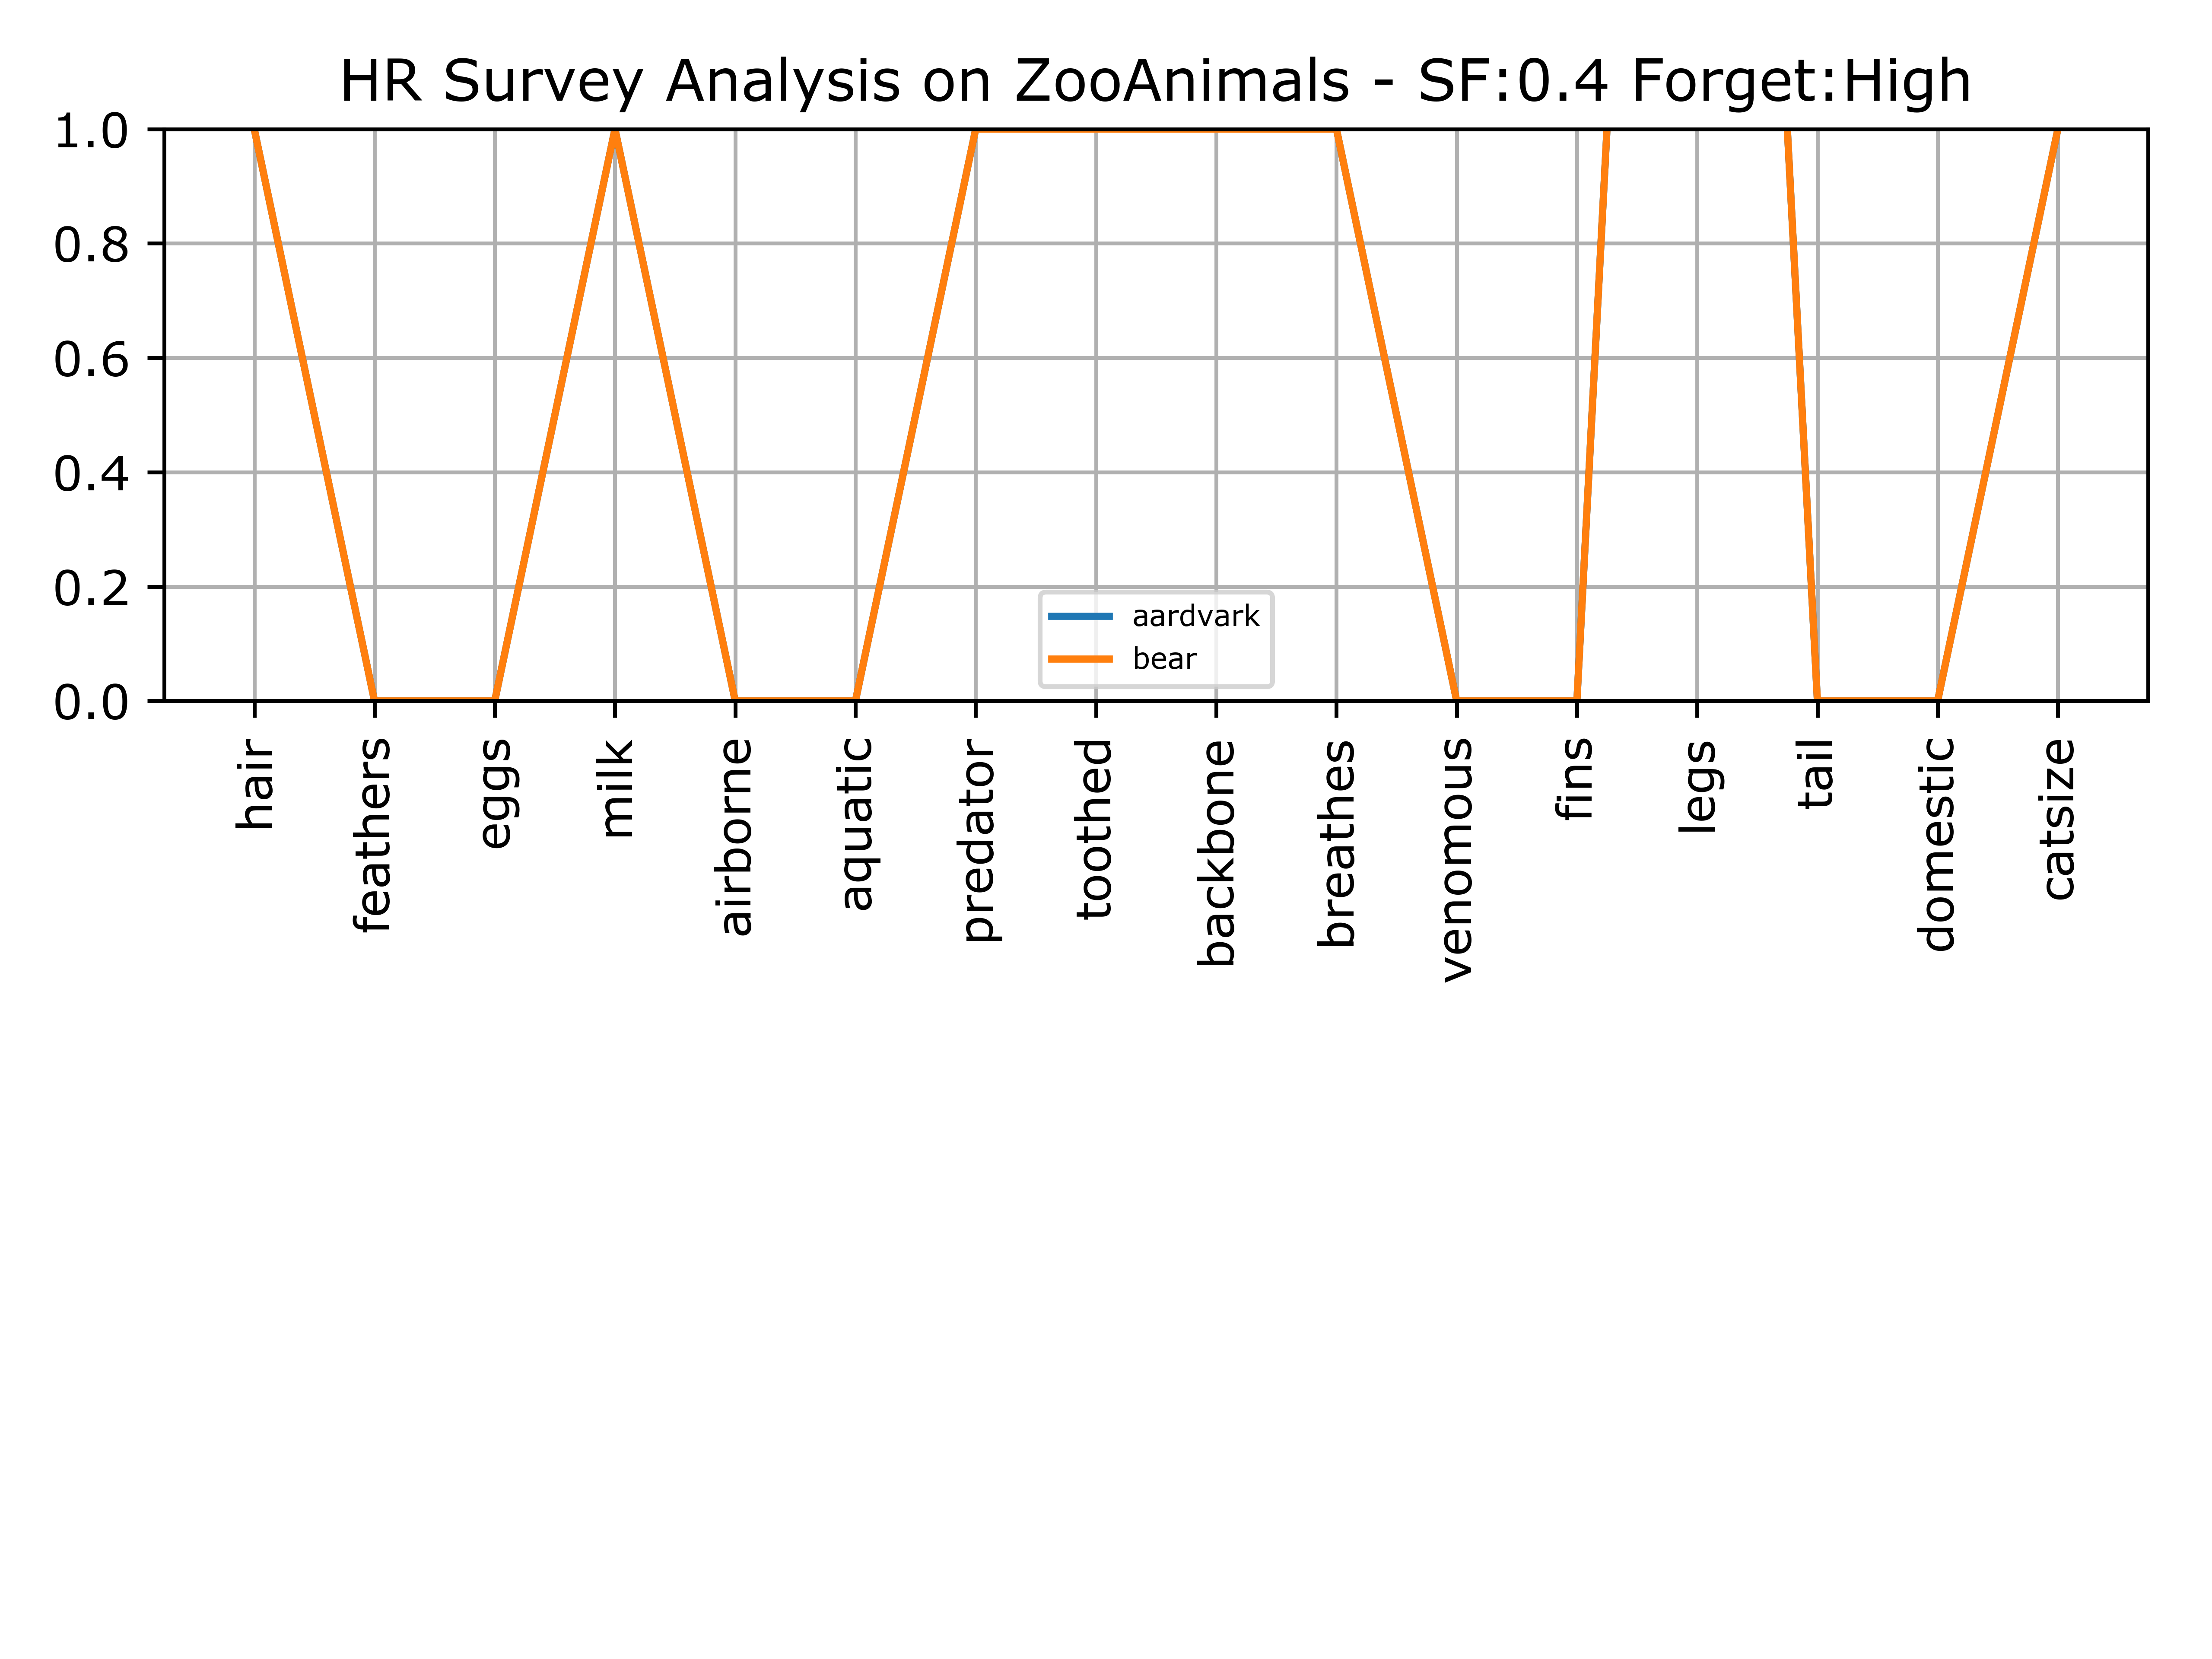 HR Survey Analysis on ZooAnimals - SF:0.4 Forget:High
1.0
0.8
0.6
0.4
0.2
0.0
aardvark
bear
hair
feathers
eggs
milk
airborne
aquatic
predator
toothed
backbone
breathes
venomous
fins
legs
tail
domestic
catsize